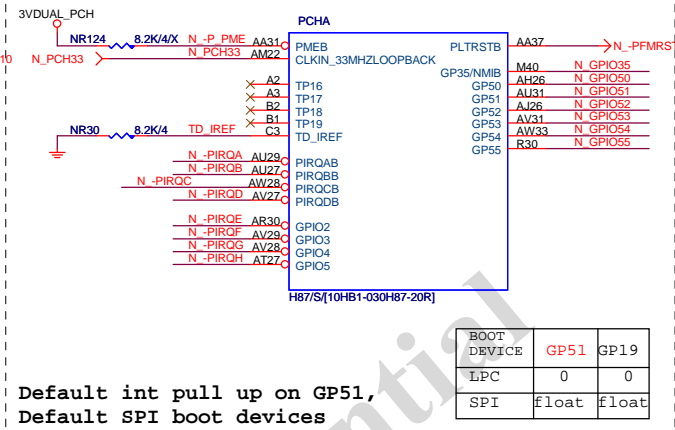 3VDUAL_PCH
PCHA
NR124 8.2K/4/X N_-P_PME AA31 PMEB
10 N_PCH33 N_PCH33 AM22 CLKIN_33MHZLOOPBACK
A2 TP16
A3 TP17
B2 TP18
B1 TP19
NR30 8.2K/4 TD_IREF C3 TD_IREF
N_-PIRQA AU29 PIRQAB
N_-PIRQB AU27 PIRQBB
N_-PIRQC AW28 PIRQCB
N_-PIRQD AV27 PIRQDB
N_-PIRQE AR30 GPIO2
N_-PIRQF AV29 GPIO3
N_-PIRQG AV28 GPIO4
N_-PIRQH AT27 GPIO5
PLTRSTB AA37 N_-PFMRST
GP35/NMIB M40 N_GPIO35
GP50 AH26 N_GPIO50
GP51 AU31 N_GPIO51
GP52 AJ26 N_GPIO52
GP53 AV31 N_GPIO53
GP54 AW33 N_GPIO54
GP55 R30 N_GPIO55
H87/S/[10HB1-030H87-20R]
BOOT DEVICE GP51 GP19
LPC 0 0
SPI float float
Default int pull up on GP51,
Default SPI boot devices
ntial